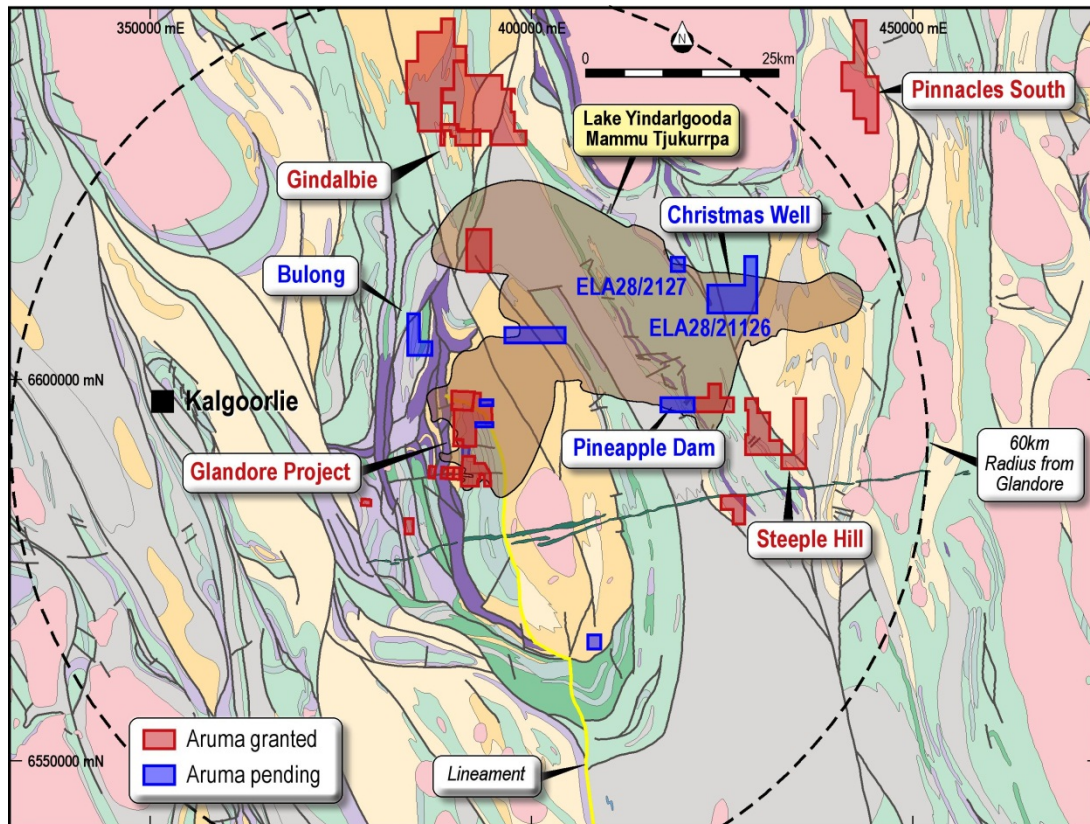 350000 mE
400000 mE
450000 mE
N
0
25km
Pinnacles South
Lake Yindarlgooda
Mammu Tjukurrpa
Gindalbie
Christmas Well
Bulong
ELA28/2127
ELA28/21126
6600000 mN
Kalgoorlie
Pineapple Dam
Glandore Project
60km
Radius from
Glandore
Steeple Hill
Aruma granted
Aruma pending
6550000 mN
Lineament